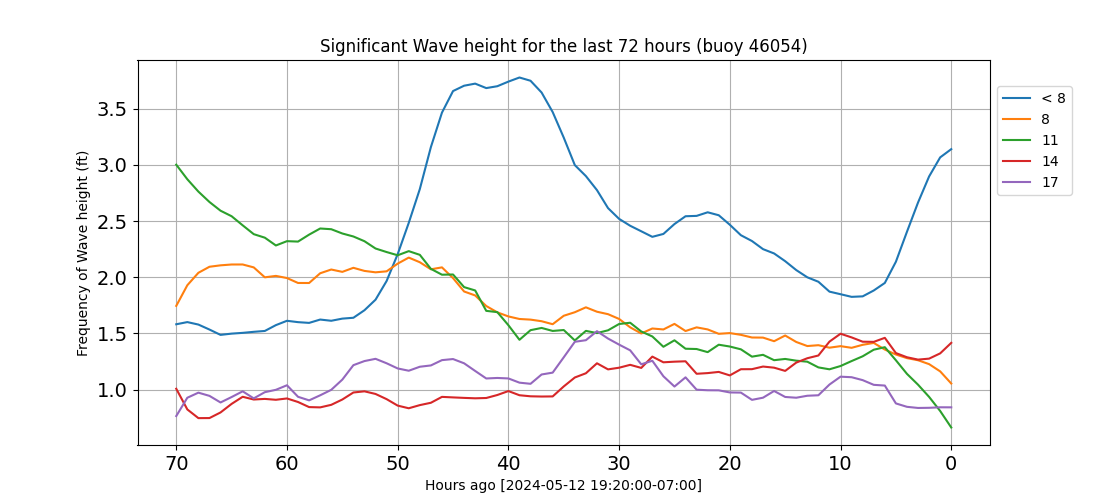 Significant Wave height for the last 72 hours (buoy 46054)
Frequency of Wave height (ft)
3.5
3.0
2.5
2.0
1.5
1.0
70 60 50 40 30 20 10 0
Hours ago [2024-05-12 19:20:00-07:00]
< 8
8
11
14
17